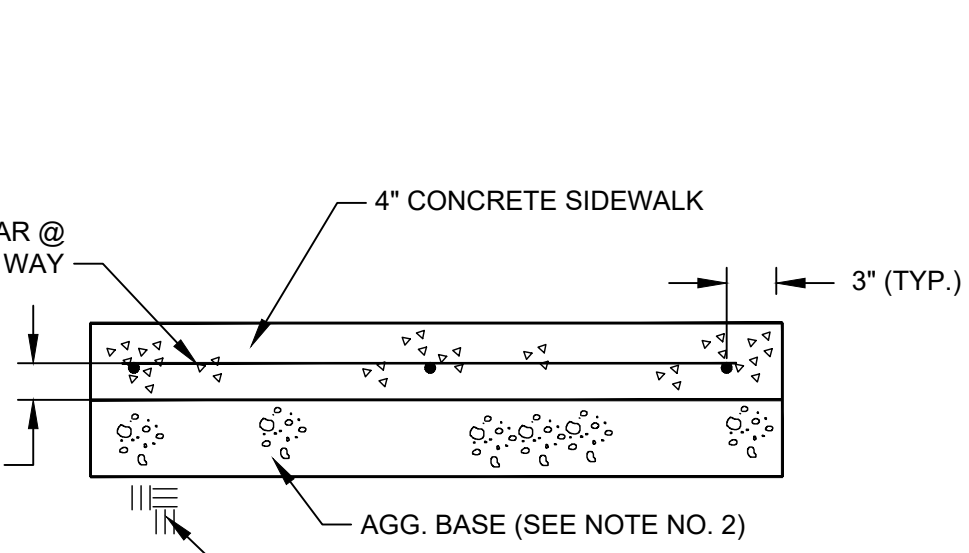 4" CONCRETE SIDEWALK
AR @
WAY
3" (TYP.)
AGG. BASE (SEE NOTE NO. 2)